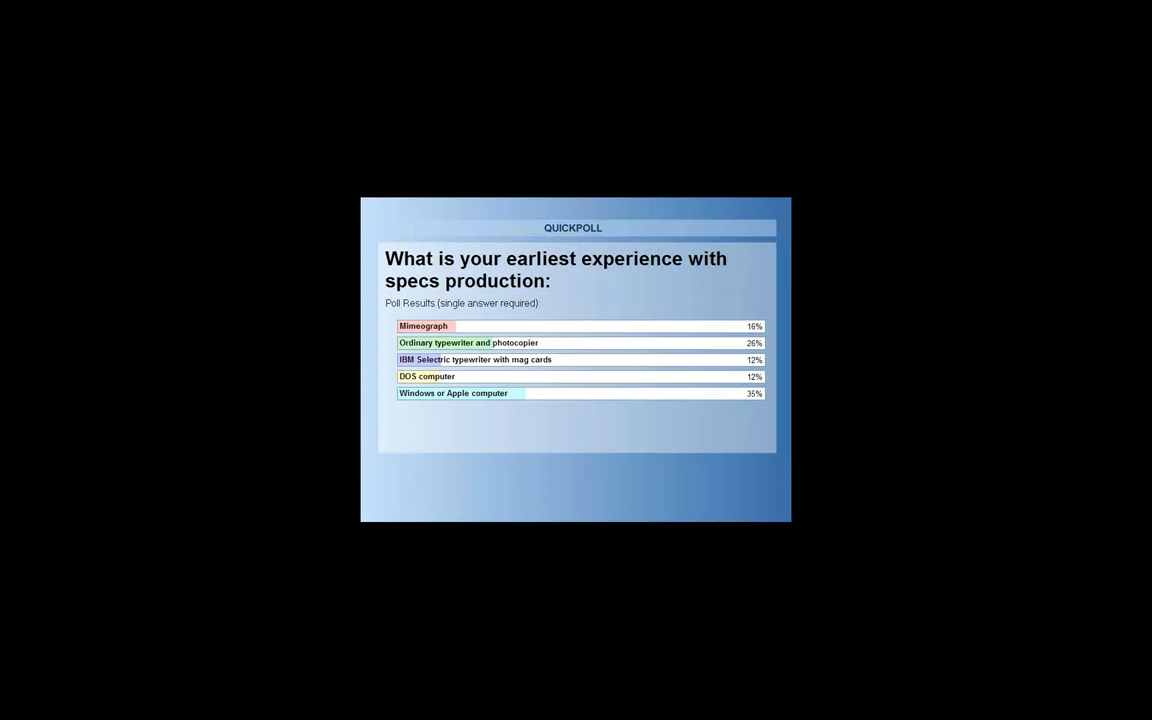 QUICKPOLL
What is your earliest experience with
specs production:
Poll Results (single answer required):
Mimeograph 16%
Ordinary typewriter and photocopier 26%
IBM Selectric typewriter with mag cards 12%
DOS computer 12%
Windows or Apple computer 35%